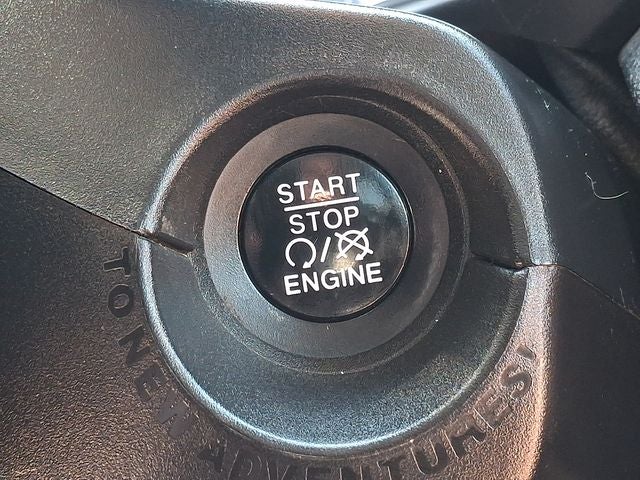 START
STOP
ENGINE
TO NEW ADVENTURES'